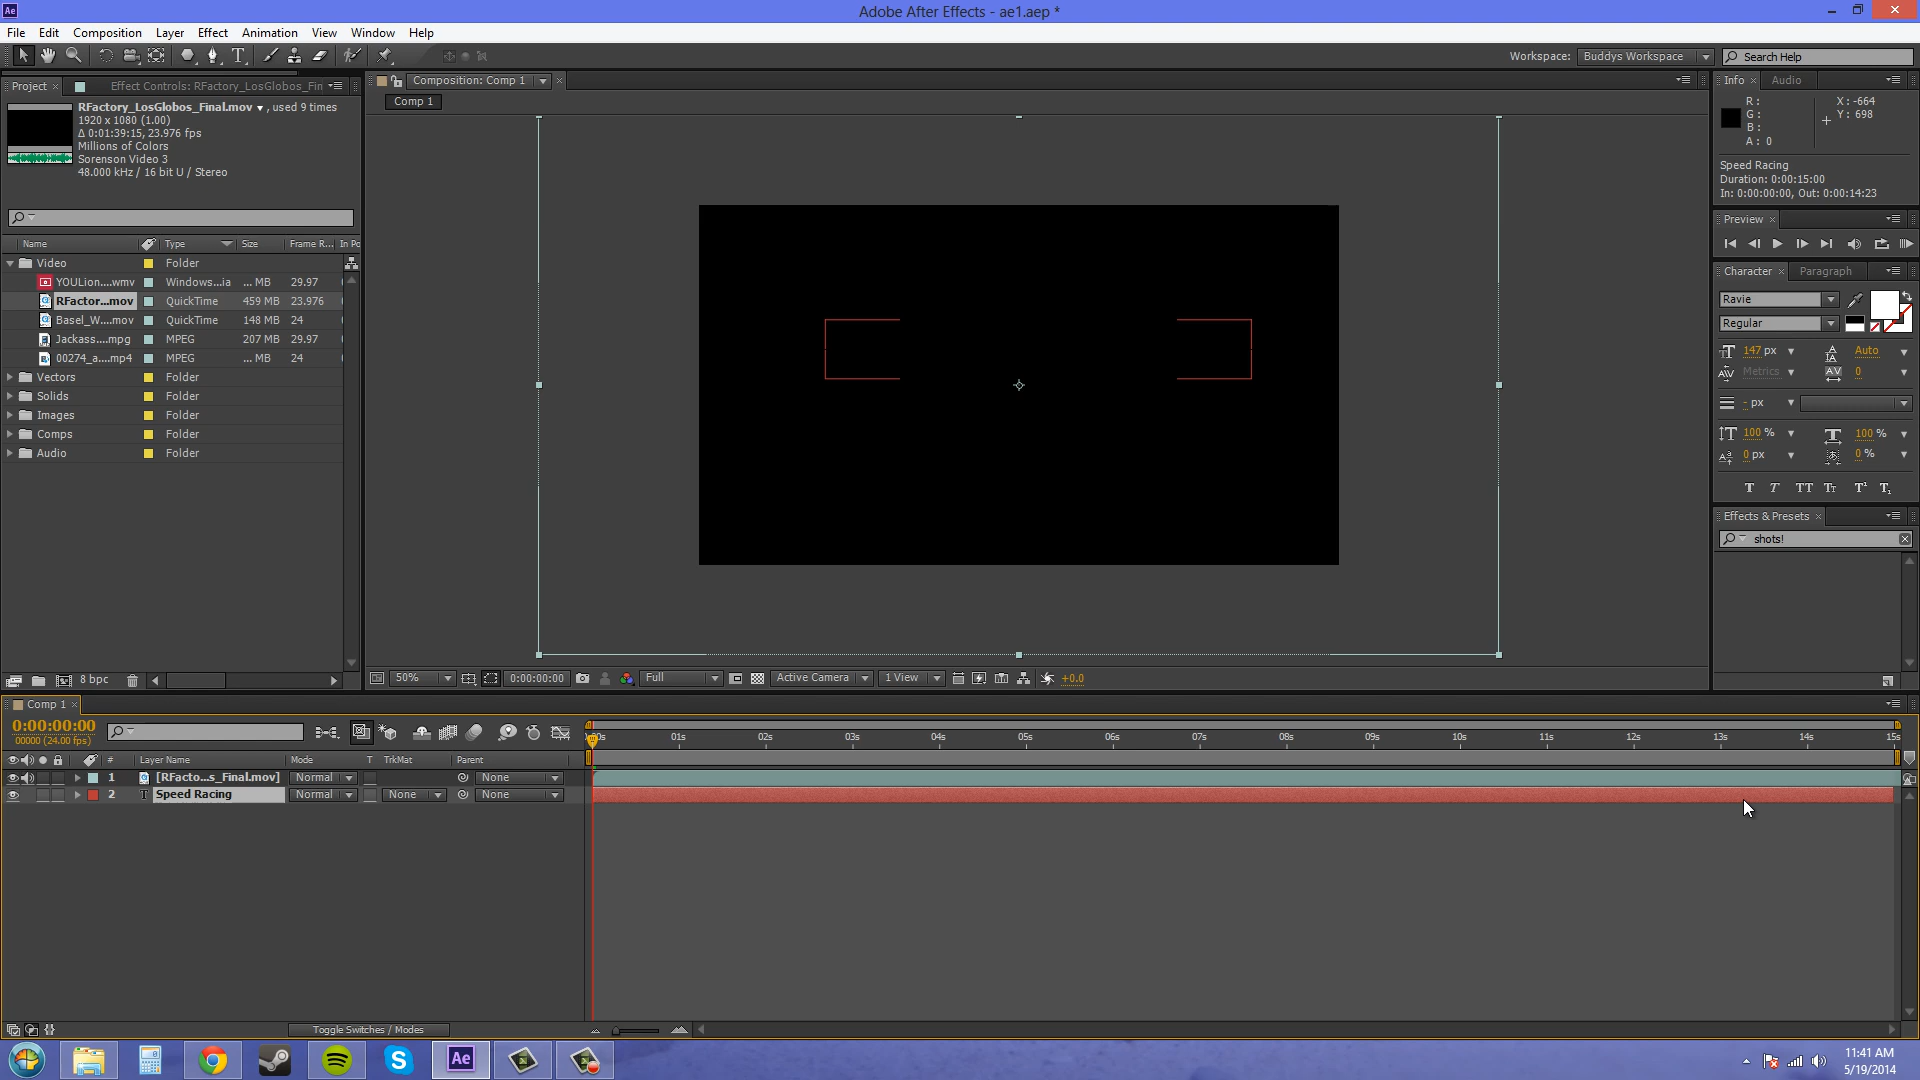 Ae
Adobe After Effects - ae1.aep *
File Edit Composition Layer Effect Animation View Window Help
Workspace: Buddys Workspace
Search Help
Project × Effect Controls: RFactory_LosGlobos_Fin
RFactory_LosGlobos_Final.mov ▼, used 9 times
1920 x 1080 (1.00)
Δ 0:01:39:15, 23.976 fps
Millions of Colors
Sorenson Video 3
48.000 kHz / 16 bit U / Stereo
Name Type Size Frame R... In Po
Video Folder
YOULion....wmv Windows...ia ... MB 29.97
RFactor...mov QuickTime 459 MB 23.976
Basel_W....mov QuickTime 148 MB 24
Jackass....mpg MPEG 207 MB 29.97
00274_a....mp4 MPEG ... MB 24
Vectors Folder
Solids Folder
Images Folder
Comps Folder
Audio Folder
8 bpc
Composition: Comp 1
Comp 1
50% 0:00:00:00 Full Active Camera 1 View +0.0
Info × Audio
R: X: -664
G: Y: 698
B:
A: 0
Speed Racing
Duration: 0:00:15:00
In: 0:00:00:00, Out: 0:00:14:23
Preview ×
Character × Paragraph
Ravie
Regular
147 px Auto
Metrics 0
- px
100 % 100 %
0 px 0 %
T T TT Tt T¹ T₁
Effects & Presets ×
shots!
Comp 1 ×
0:00:00:00
00000 (24.00 fps)
:00s 01s 02s 03s 04s 05s 06s 07s 08s 09s 10s 11s 12s 13s 14s 15s
# Layer Name Mode T TrkMat Parent
1 [RFacto...s_Final.mov] Normal None
2 T Speed Racing Normal None None
Toggle Switches / Modes
Ae
11:41 AM
5/19/2014